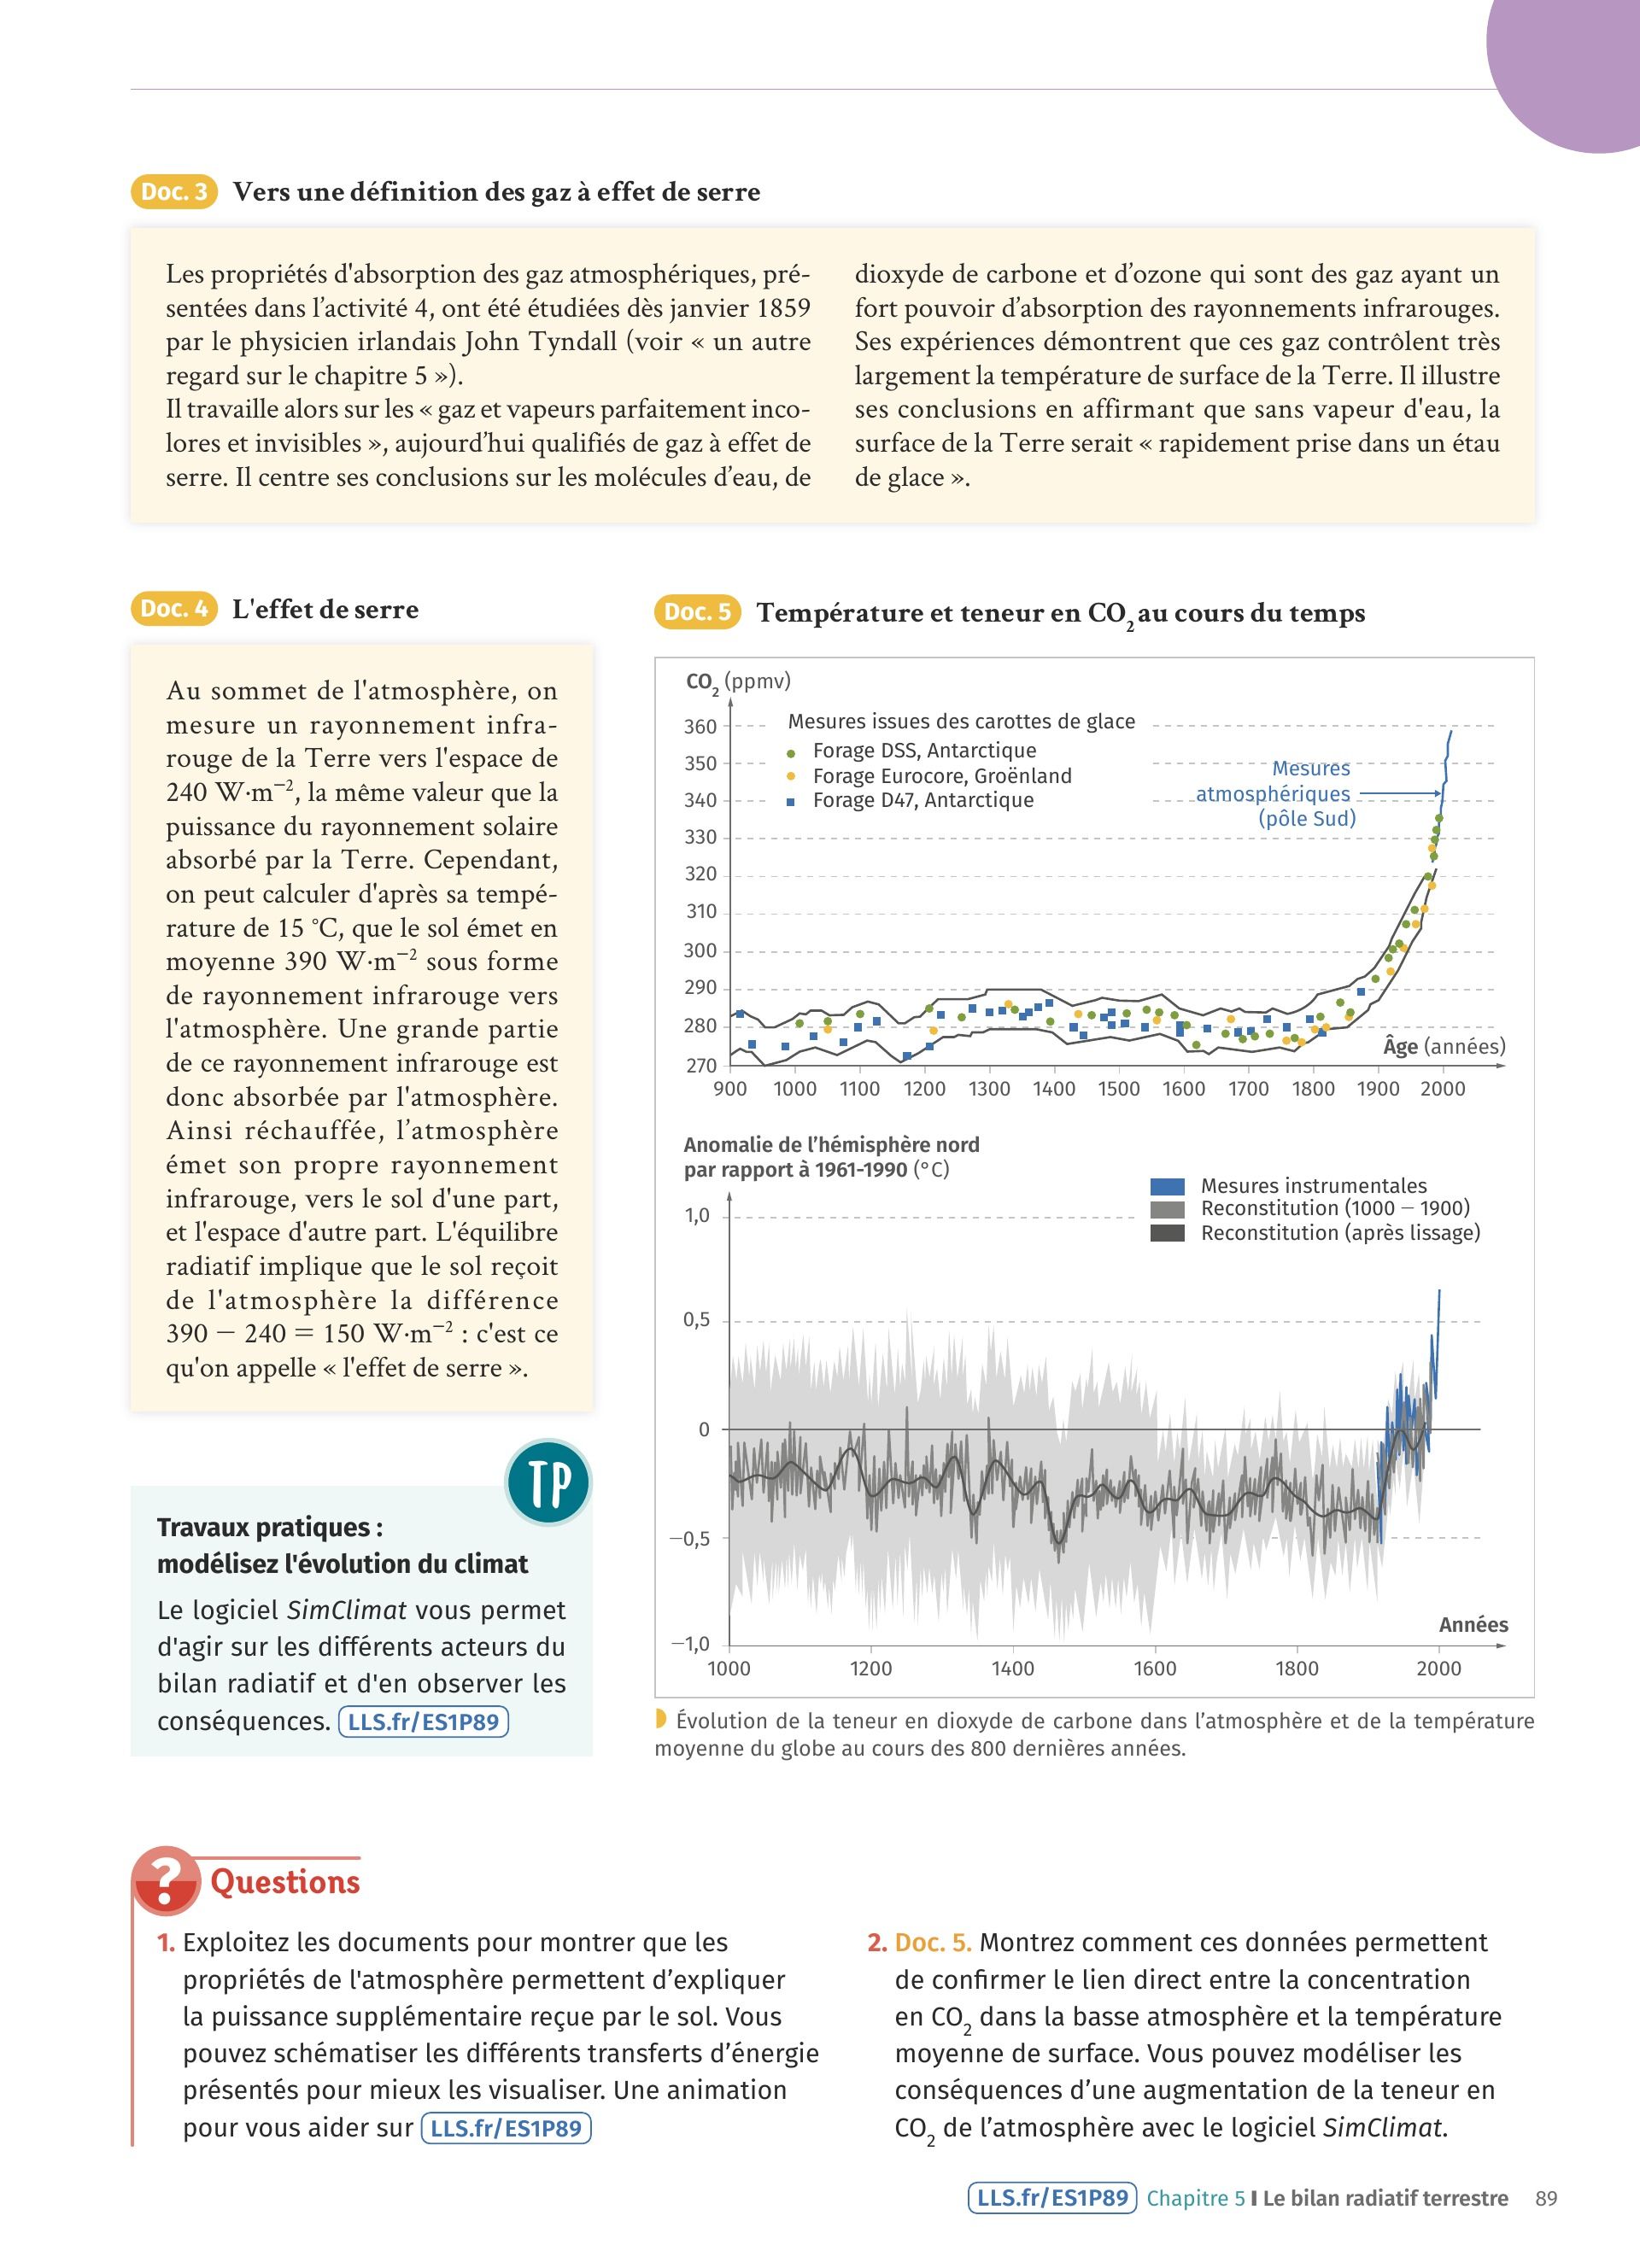 Doc. 3 Vers une définition des gaz à effet de serre
Les propriétés d'absorption des gaz atmosphériques, pré-
sentées dans l’activité 4, ont été étudiées dès janvier 1859
par le physicien irlandais John Tyndall (voir « un autre
regard sur le chapitre 5 »).
Il travaille alors sur les « gaz et vapeurs parfaitement inco-
lores et invisibles », aujourd’hui qualifiés de gaz à effet de
serre. Il centre ses conclusions sur les molécules d’eau, de
dioxyde de carbone et d’ozone qui sont des gaz ayant un
fort pouvoir d’absorption des rayonnements infrarouges.
Ses expériences démontrent que ces gaz contrôlent très
largement la température de surface de la Terre. Il illustre
ses conclusions en affirmant que sans vapeur d'eau, la
surface de la Terre serait « rapidement prise dans un étau
de glace ».
Doc. 4 L'effet de serre
Au sommet de l'atmosphère, on
mesure un rayonnement infra-
rouge de la Terre vers l'espace de
240 W·m⁻², la même valeur que la
puissance du rayonnement solaire
absorbé par la Terre. Cependant,
on peut calculer d'après sa tempé-
rature de 15 °C, que le sol émet en
moyenne 390 W·m⁻² sous forme
de rayonnement infrarouge vers
l'atmosphère. Une grande partie
de ce rayonnement infrarouge est
donc absorbée par l'atmosphère.
Ainsi réchauffée, l’atmosphère
émet son propre rayonnement
infrarouge, vers le sol d'une part,
et l'espace d'autre part. L'équilibre
radiatif implique que le sol reçoit
de l'atmosphère la différence
390 − 240 = 150 W·m⁻² : c'est ce
qu'on appelle « l'effet de serre ».
TP
Travaux pratiques :
modélisez l'évolution du climat
Le logiciel SimClimat vous permet
d'agir sur les différents acteurs du
bilan radiatif et d'en observer les
conséquences. LLS.fr/ES1P89
Doc. 5 Température et teneur en CO₂ au cours du temps
CO₂ (ppmv)
360
350
340
330
320
310
300
290
280
270
Mesures issues des carottes de glace
Forage DSS, Antarctique
Forage Eurocore, Groënland
Forage D47, Antarctique
Mesures
atmosphériques
(pôle Sud)
Âge (années)
900 1000 1100 1200 1300 1400 1500 1600 1700 1800 1900 2000
Anomalie de l’hémisphère nord
par rapport à 1961-1990 (°C)
Mesures instrumentales
Reconstitution (1000 – 1900)
Reconstitution (après lissage)
1,0
0,5
0
−0,5
−1,0
Années
1000 1200 1400 1600 1800 2000
Évolution de la teneur en dioxyde de carbone dans l’atmosphère et de la température
moyenne du globe au cours des 800 dernières années.
? Questions
1. Exploitez les documents pour montrer que les
propriétés de l'atmosphère permettent d’expliquer
la puissance supplémentaire reçue par le sol. Vous
pouvez schématiser les différents transferts d’énergie
présentés pour mieux les visualiser. Une animation
pour vous aider sur LLS.fr/ES1P89
2. Doc. 5. Montrez comment ces données permettent
de confirmer le lien direct entre la concentration
en CO₂ dans la basse atmosphère et la température
moyenne de surface. Vous pouvez modéliser les
conséquences d’une augmentation de la teneur en
CO₂ de l’atmosphère avec le logiciel SimClimat.
LLS.fr/ES1P89 Chapitre 5 I Le bilan radiatif terrestre 89